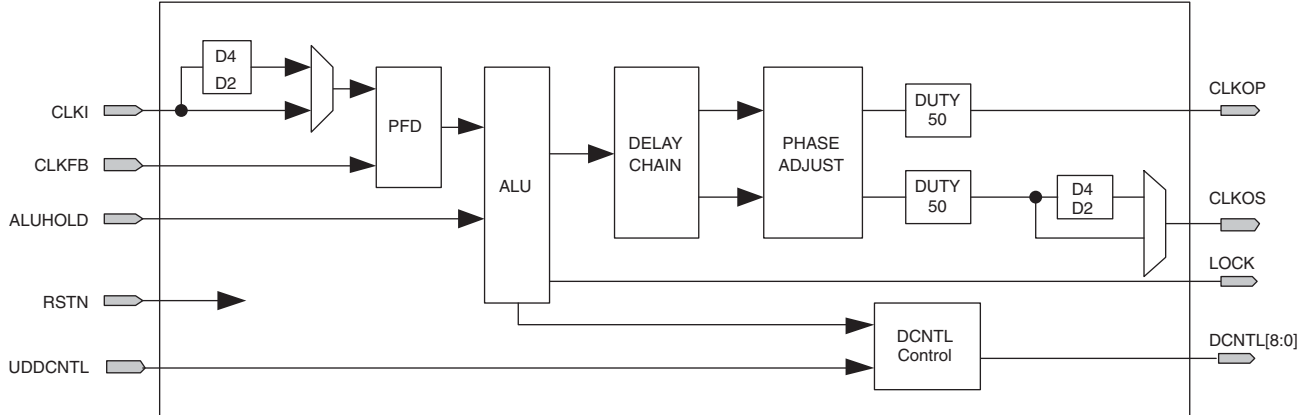 D4
D2
CLKI
CLKFB
ALUHOLD
RSTN
UDDCNTL
PFD
ALU
DELAY
CHAIN
PHASE
ADJUST
DUTY
50
DUTY
50
D4
D2
DCNTL
Control
CLKOP
CLKOS
LOCK
DCNTL[8:0]